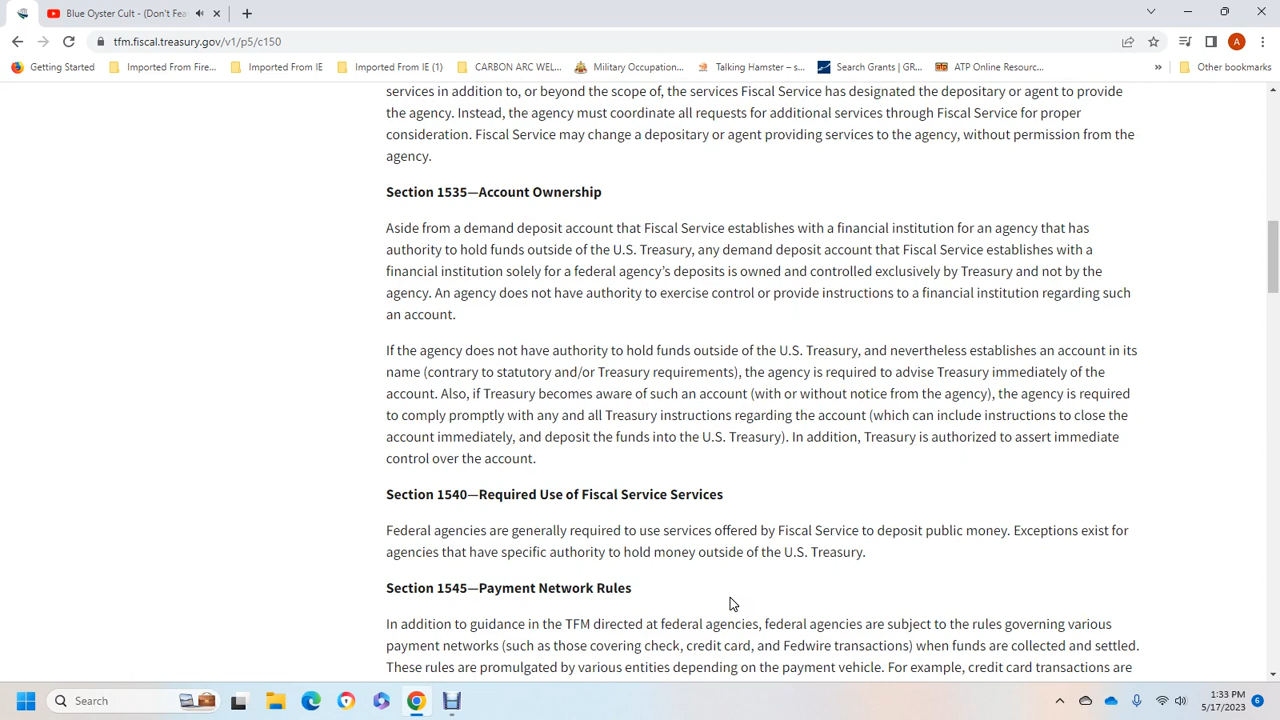 Blue Oyster Cult - (Don't Fea
tfm.fiscal.treasury.gov/v1/p5/c150
A
Getting Started
Imported From Fire...
Imported From IE
Imported From IE (1)
CARBON ARC WEL...
Military Occupation...
Talking Hamster – s...
Search Grants | GR...
ATP Online Resourc...
»
Other bookmarks
services in addition to, or beyond the scope of, the services Fiscal Service has designated the depositary or agent to provide
the agency. Instead, the agency must coordinate all requests for additional services through Fiscal Service for proper
consideration. Fiscal Service may change a depositary or agent providing services to the agency, without permission from the
agency.
Section 1535—Account Ownership
Aside from a demand deposit account that Fiscal Service establishes with a financial institution for an agency that has
authority to hold funds outside of the U.S. Treasury, any demand deposit account that Fiscal Service establishes with a
financial institution solely for a federal agency’s deposits is owned and controlled exclusively by Treasury and not by the
agency. An agency does not have authority to exercise control or provide instructions to a financial institution regarding such
an account.
If the agency does not have authority to hold funds outside of the U.S. Treasury, and nevertheless establishes an account in its
name (contrary to statutory and/or Treasury requirements), the agency is required to advise Treasury immediately of the
account. Also, if Treasury becomes aware of such an account (with or without notice from the agency), the agency is required
to comply promptly with any and all Treasury instructions regarding the account (which can include instructions to close the
account immediately, and deposit the funds into the U.S. Treasury). In addition, Treasury is authorized to assert immediate
control over the account.
Section 1540—Required Use of Fiscal Service Services
Federal agencies are generally required to use services offered by Fiscal Service to deposit public money. Exceptions exist for
agencies that have specific authority to hold money outside of the U.S. Treasury.
Section 1545—Payment Network Rules
In addition to guidance in the TFM directed at federal agencies, federal agencies are subject to the rules governing various
payment networks (such as those covering check, credit card, and Fedwire transactions) when funds are collected and settled.
These rules are promulgated by various entities depending on the payment vehicle. For example, credit card transactions are
Search
1:33 PM
5/17/2023
6